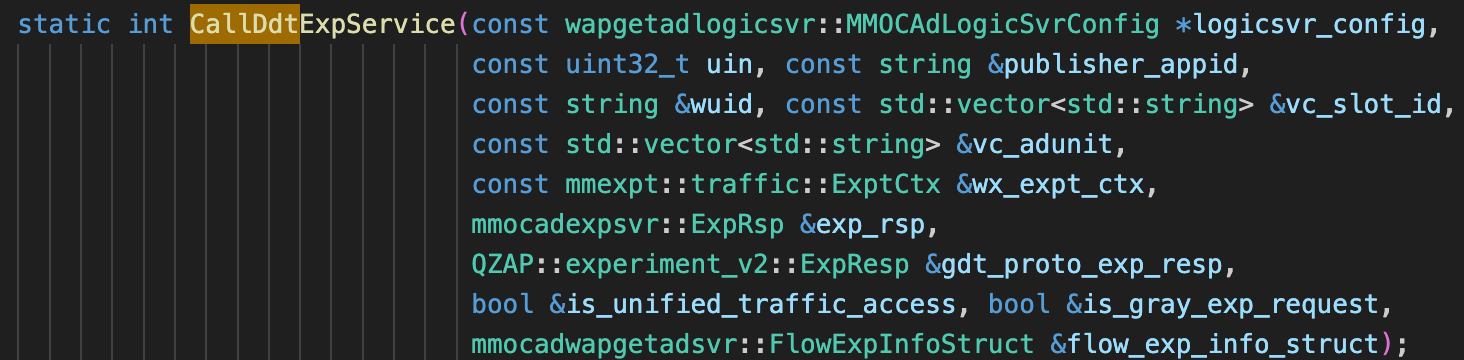 static int CallDdtExpService(const wapgetadlogicsvr::MMOCAdLogicSvrConfig *logicsvr_config,
const uint32_t uin, const string &publisher_appid,
const string &wuid, const std::vector<std::string> &vc_slot_id,
const std::vector<std::string> &vc_adunit,
const mmexpt::traffic::ExptCtx &wx_expt_ctx,
mmocadexpsvr::ExpRsp &exp_rsp,
QZAP::experiment_v2::ExpResp &gdt_proto_exp_resp,
bool &is_unified_traffic_access, bool &is_gray_exp_request,
mmocadwapgetadsvr::FlowExpInfoStruct &flow_exp_info_struct);